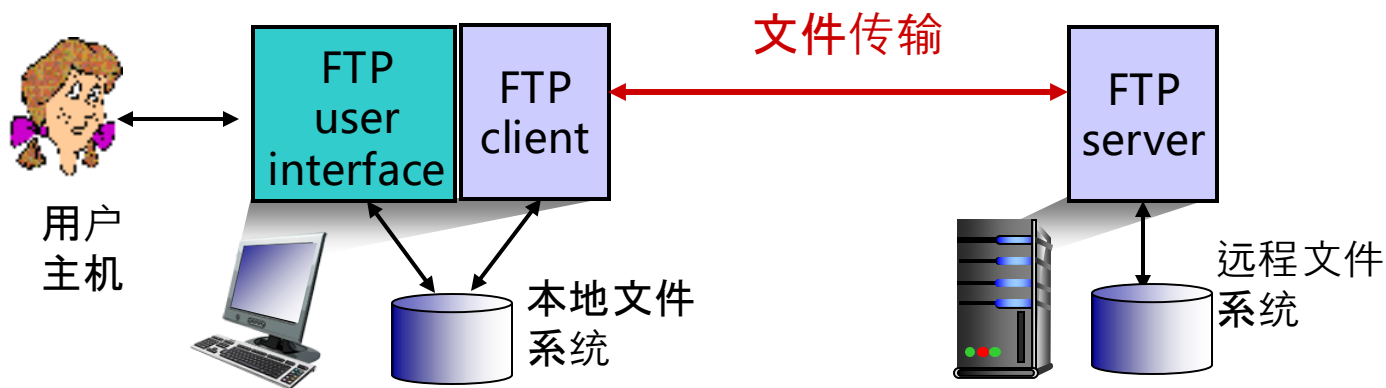 文件传输
FTP
user
interface
FTP
client
FTP
server
用户
主机
本地文件
系统
远程文件
系统